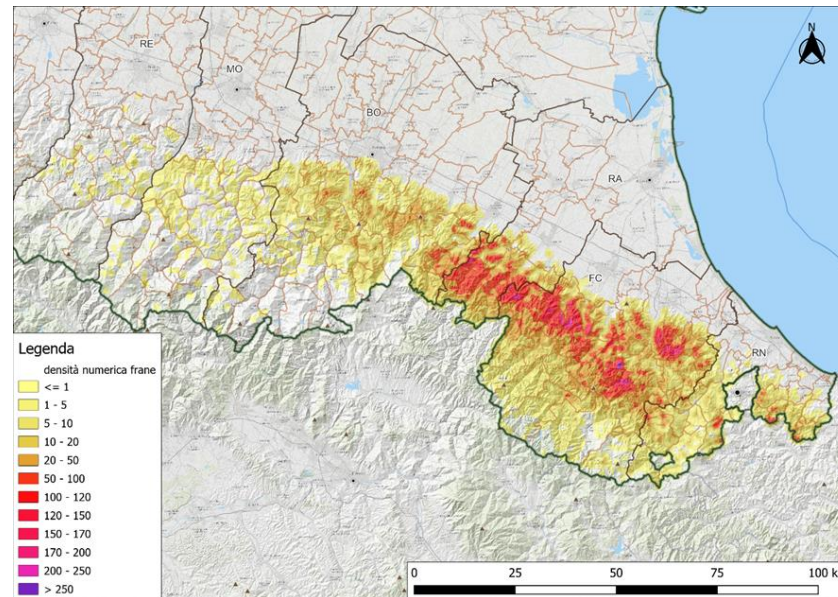 N
RE
MO
BO
RA
FC
RN
Legenda
densità numerica frane
<= 1
1 - 5
5 - 10
10 - 20
20 - 50
50 - 100
100 - 120
120 - 150
150 - 170
170 - 200
200 - 250
> 250
0 25 50 75 100 k